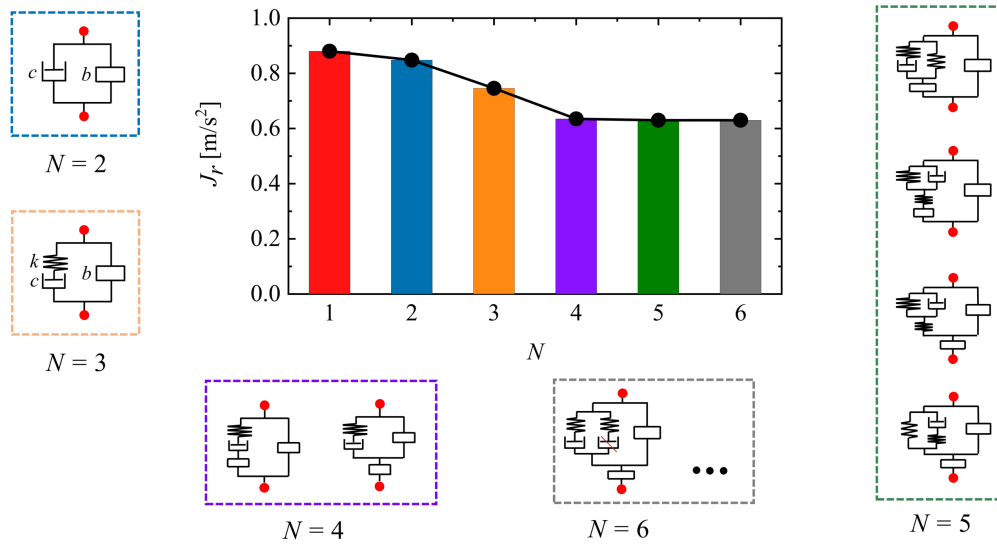 c
b
N = 2
k
c
b
N = 3
J_r [m/s²]
1.0
0.8
0.6
0.4
0.2
0.0
1 2 3 4 5 6
N
N = 4
N = 6
N = 5